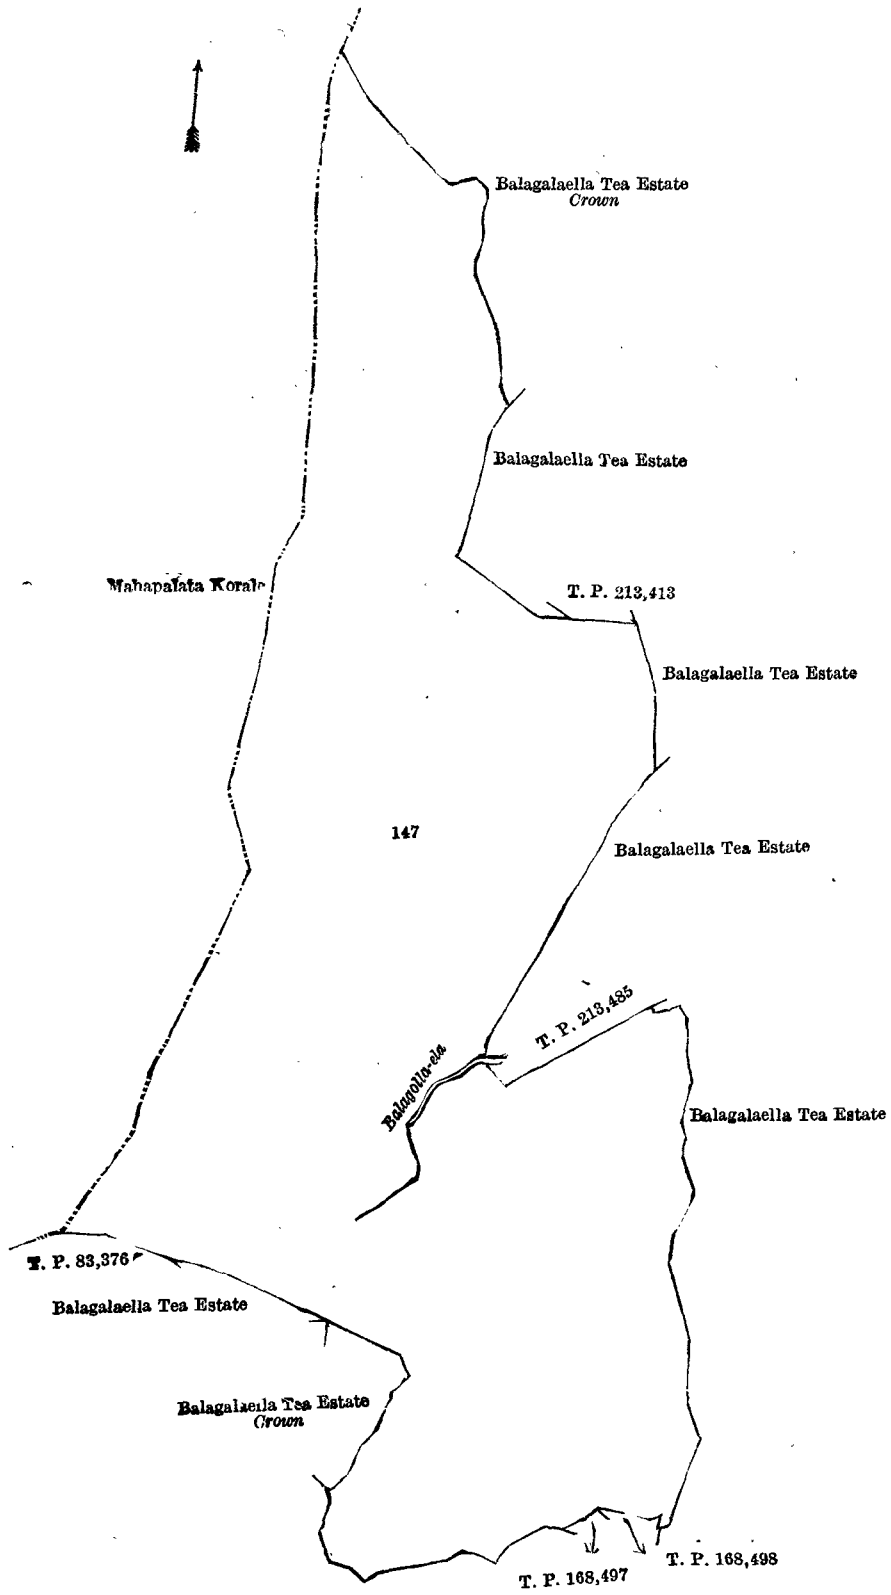 Balagalaella Tea Estate
Crown
Balagalaella Tea Estate
Mahapalata Korale
T. P. 213,413
Balagalaella Tea Estate
147
Balagalaella Tea Estate
T. P. 213,485
Balagolla-ela
Balagalaella Tea Estate
T. P. 83,376
Balagalaella Tea Estate
Balagalaella Tea Estate
Crown
T. P. 168,497
T. P. 168,498